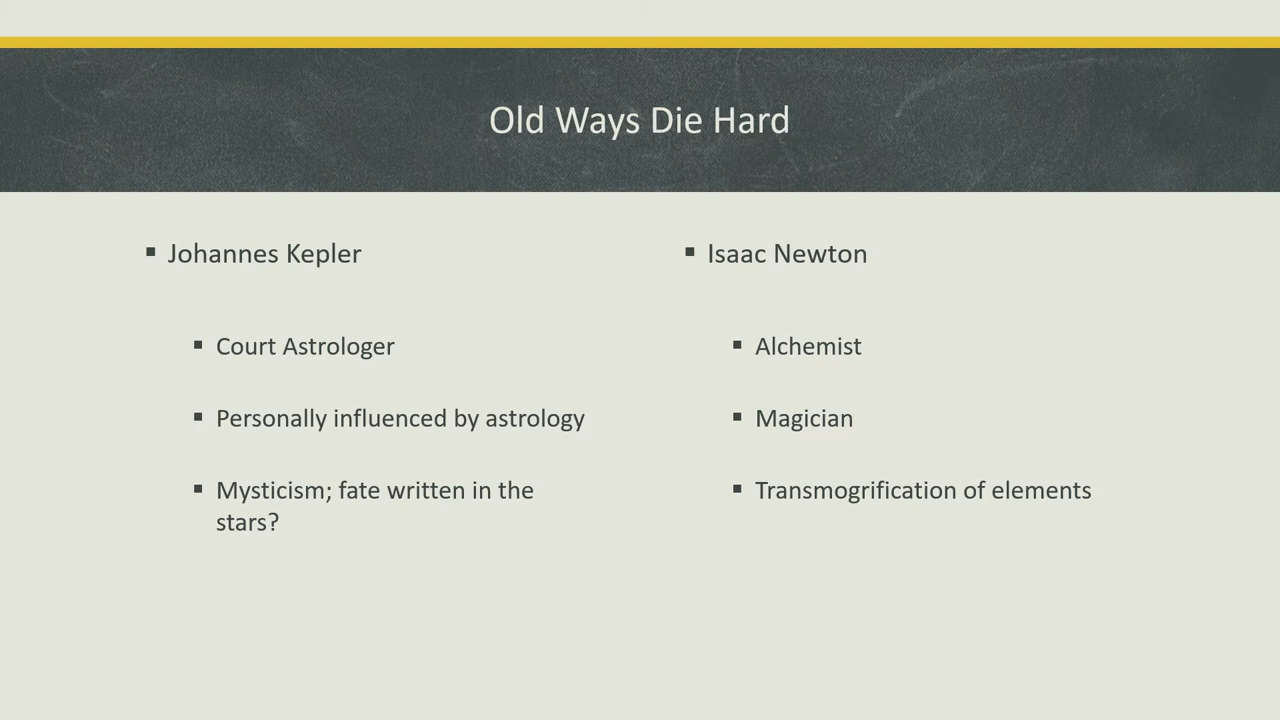 Old Ways Die Hard
▪ Johannes Kepler
▪ Court Astrologer
▪ Personally influenced by astrology
▪ Mysticism; fate written in the
stars?
▪ Isaac Newton
▪ Alchemist
▪ Magician
▪ Transmogrification of elements